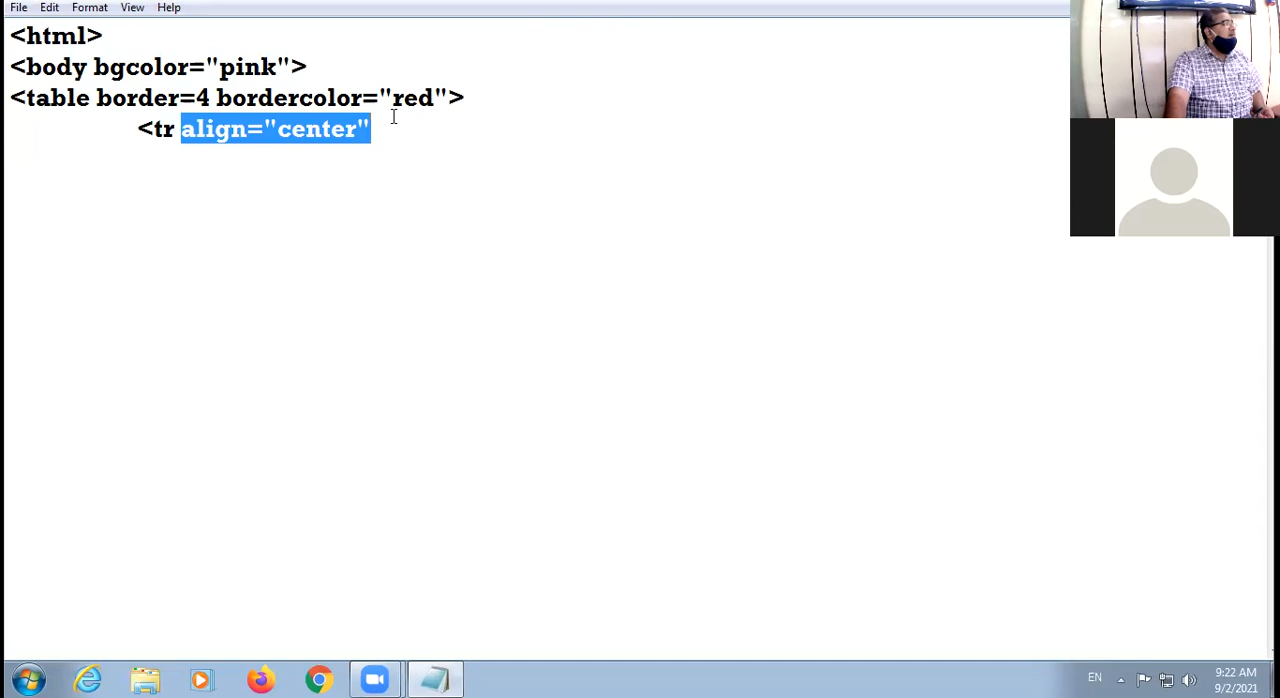 File Edit Format View Help
<html>
<body bgcolor="pink">
<table border=4 bordercolor="red">
<tr align="center"
EN
9:22 AM
9/2/2021